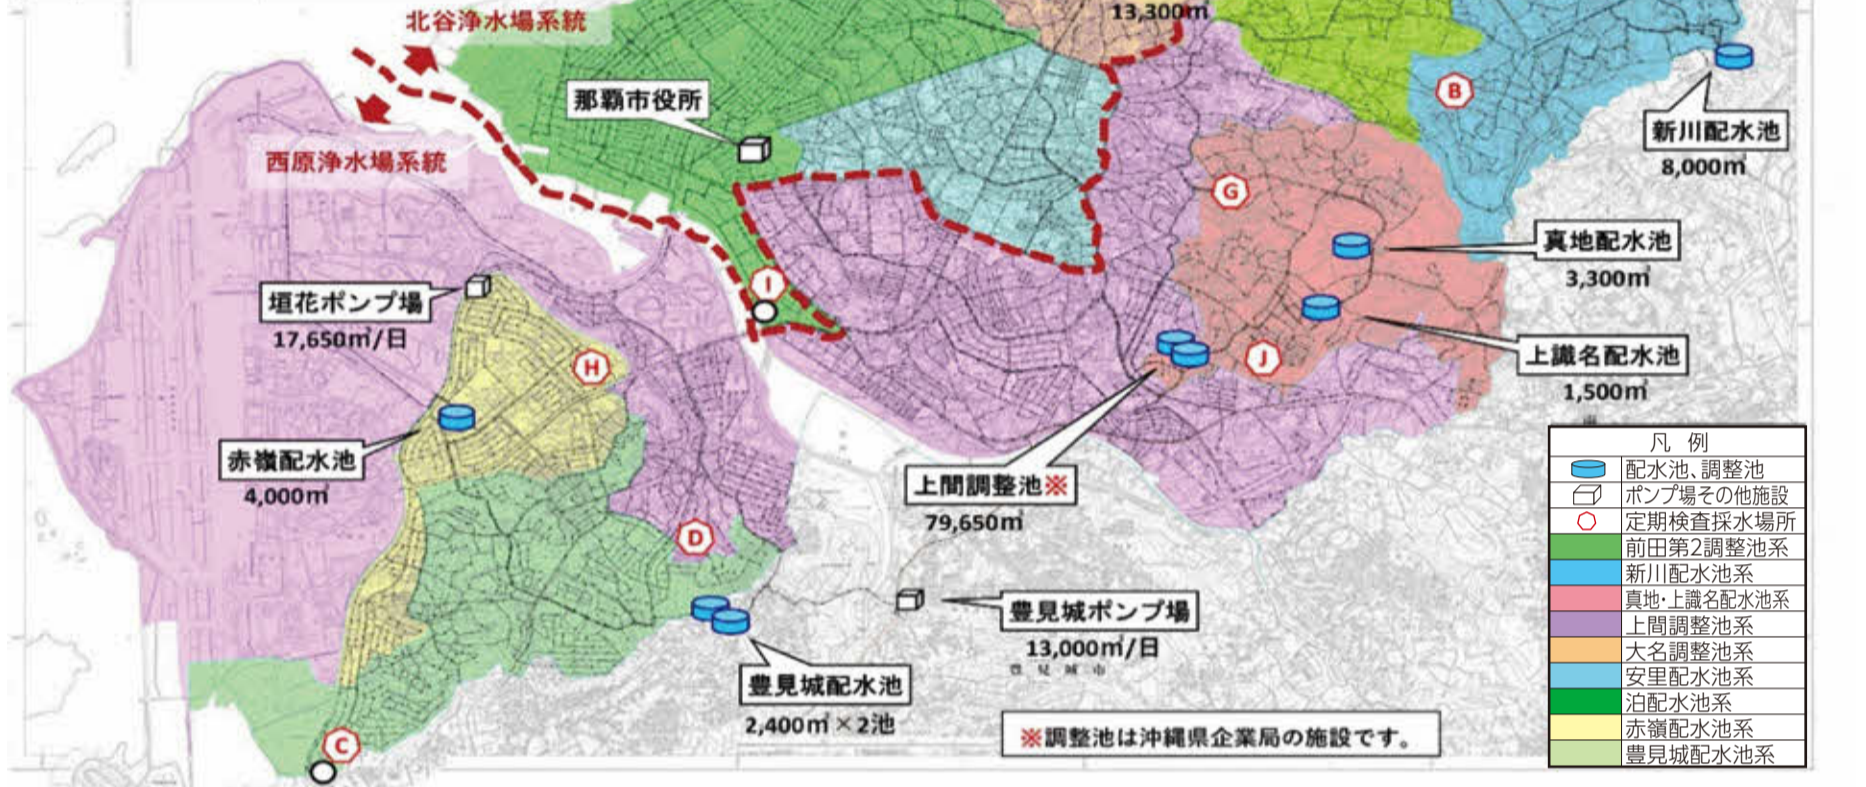 13,300㎥
北谷浄水場系統
那覇市役所
B
新川配水池
8,000㎥
西原浄水場系統
G
真地配水池
3,300㎥
I
垣花ポンプ場
17,650㎥/日
H
J
上識名配水池
1,500㎥
赤嶺配水池
4,000㎥
上間調整池※
79,650㎥
D
豊見城ポンプ場
13,000㎥/日
豊見城市
豊見城配水池
2,400㎥×2池
C
※調整池は沖縄県企業局の施設です。
凡 例
配水池、調整池
ポンプ場その他施設
定期検査採水場所
前田第2調整池系
新川配水池系
真地・上識名配水池系
上間調整池系
大名調整池系
安里配水池系
泊配水池系
赤嶺配水池系
豊見城配水池系